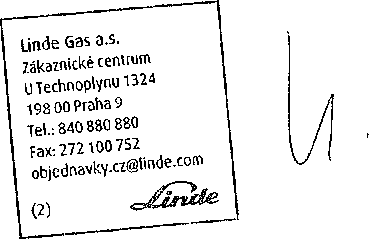 Linde Gas a.s.
Zákaznické centrum
U Technoplynu 1324
198 00 Praha 9
Tel.: 840 880 880
Fax: 272 100 752
objednavky.cz@linde.com
(2)
Linde